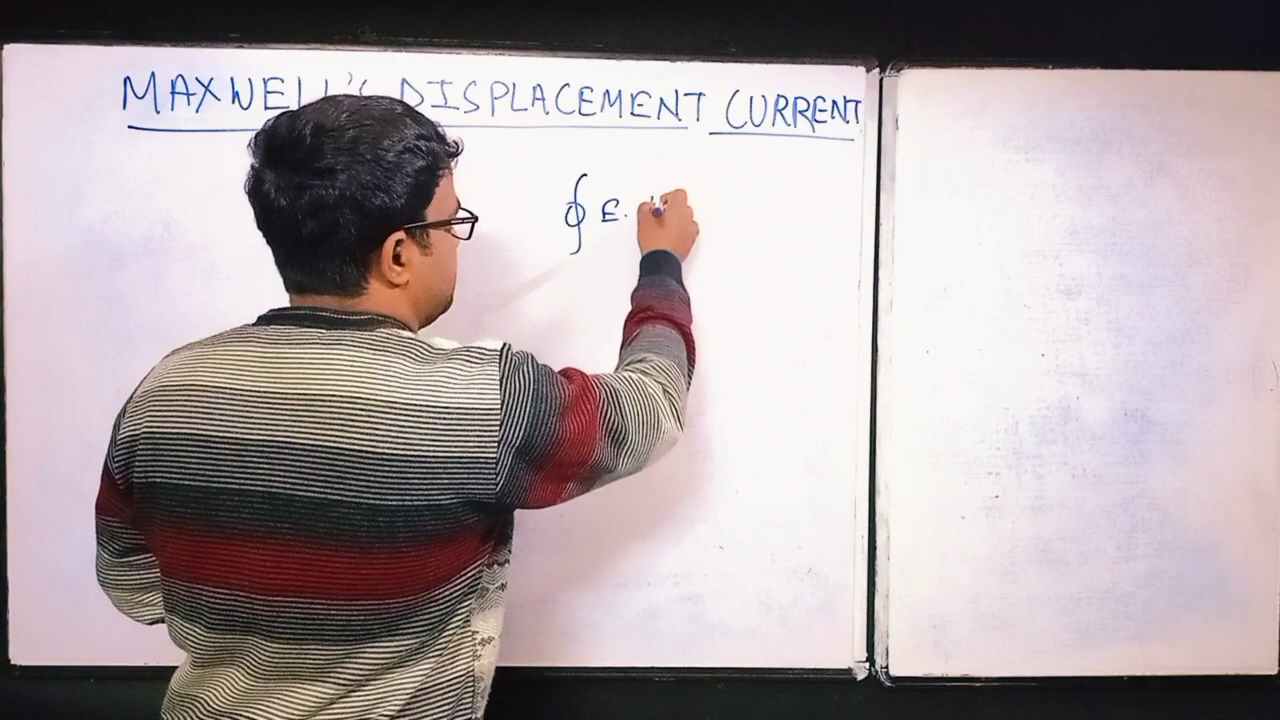 MAXWELL'S DISPLACEMENT CURRENT
∮ E.